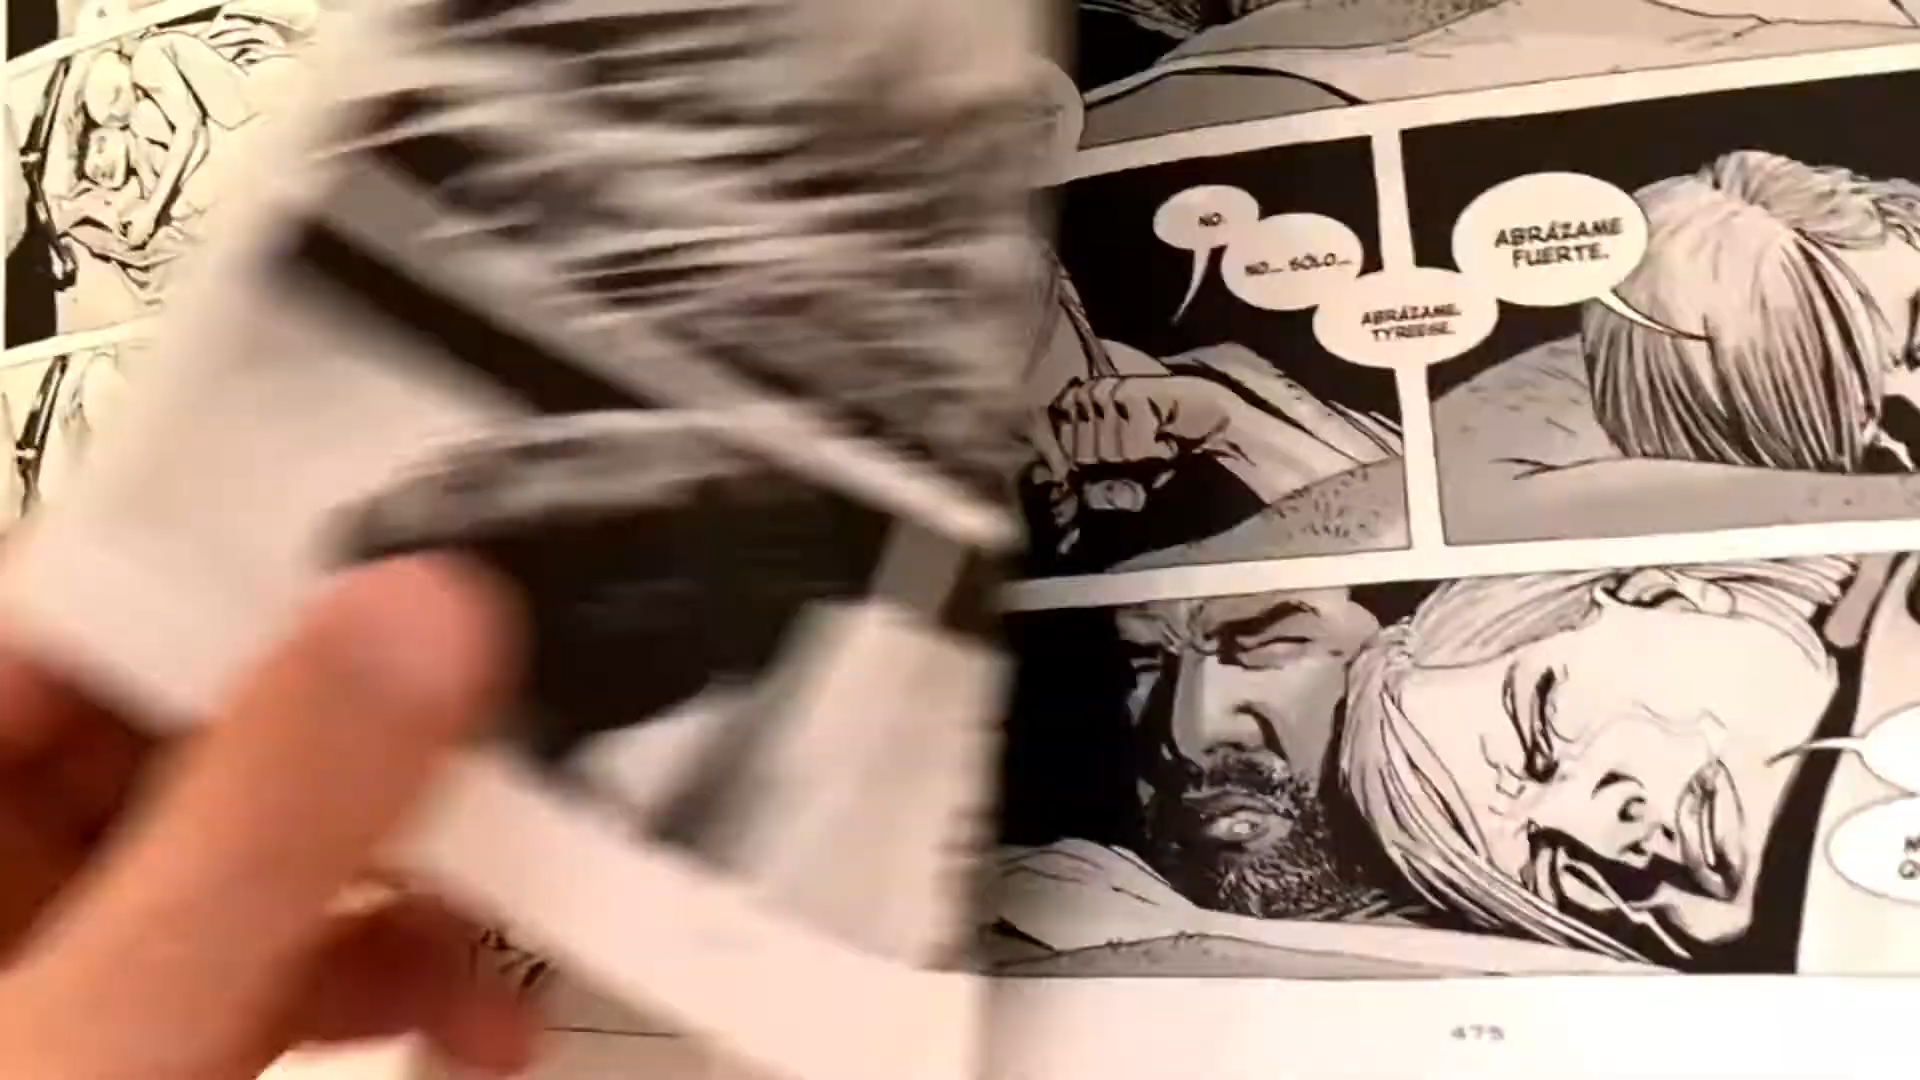 NO.
NO... SÓLO...
ABRÁZAME,
TYREESE.
ABRÁZAME
FUERTE.
475